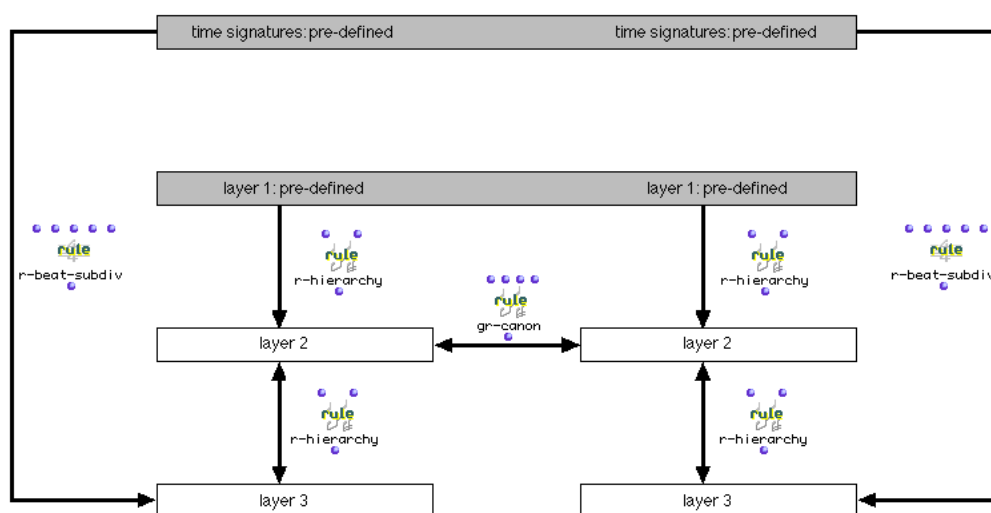 time signatures: pre-defined time signatures: pre-defined
layer 1: pre-defined layer 1: pre-defined
rule rule rule rule
r-beat-subdiv r-hierarchy r-hierarchy r-beat-subdiv
rule
gr-canon
layer 2 layer 2
rule rule
r-hierarchy r-hierarchy
layer 3 layer 3